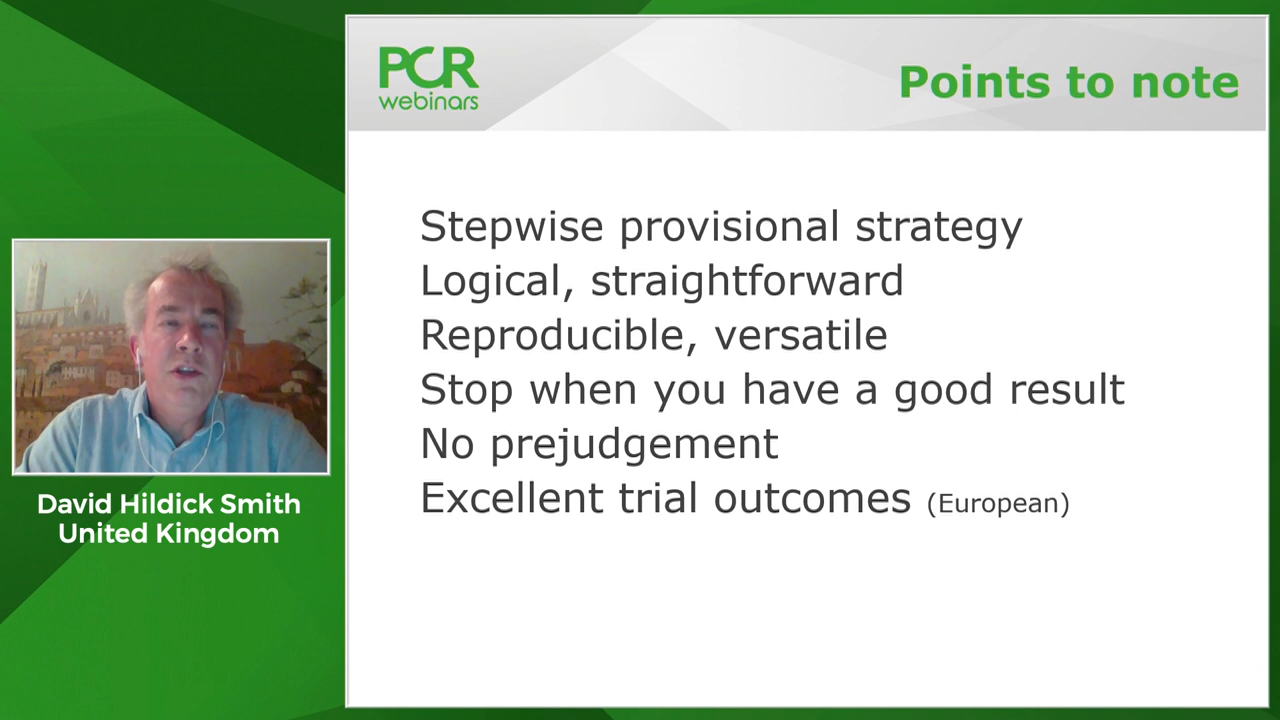 PCR
webinars
Points to note
Stepwise provisional strategy
Logical, straightforward
Reproducible, versatile
Stop when you have a good result
No prejudgement
Excellent trial outcomes (European)
David Hildick Smith
United Kingdom